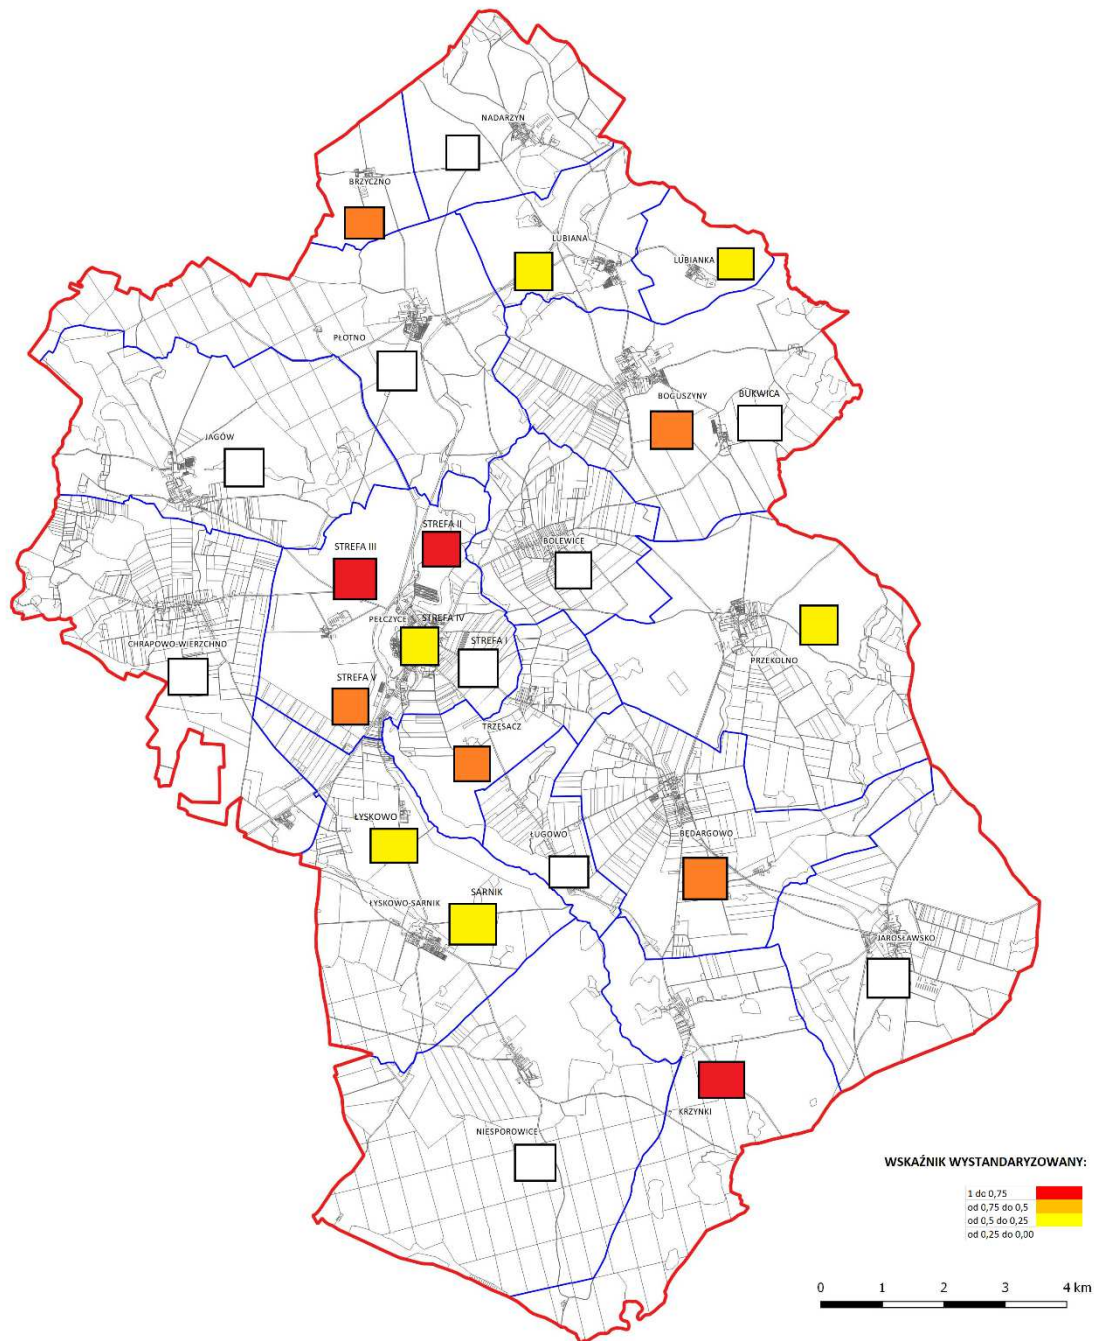 NADARZYN
BRZYCZNO
LUBIANA
LUBIANKA
PŁOTNO
BOGUSZYNY
BUKWICA
JAGÓW
STREFA II
STREFA III
BOLEWICE
PEŁCZYCE
STREFA IV
STREFA I
CHRAPOWO-WIERZCHNO
PRZEKOLNO
STREFA V
TRZĘSACZ
ŁYSKOWO
ŁUGOWO
BĘDARGOWO
SARNIK
ŁYSKOWO-SARNIK
JAROSŁAWSKO
KRZYNKI
NIESPOROWICE
WSKAŹNIK WYSTANDARYZOWANY:
1 do 0,75
od 0,75 do 0,5
od 0,5 do 0,25
od 0,25 do 0,00
0 1 2 3 4 km